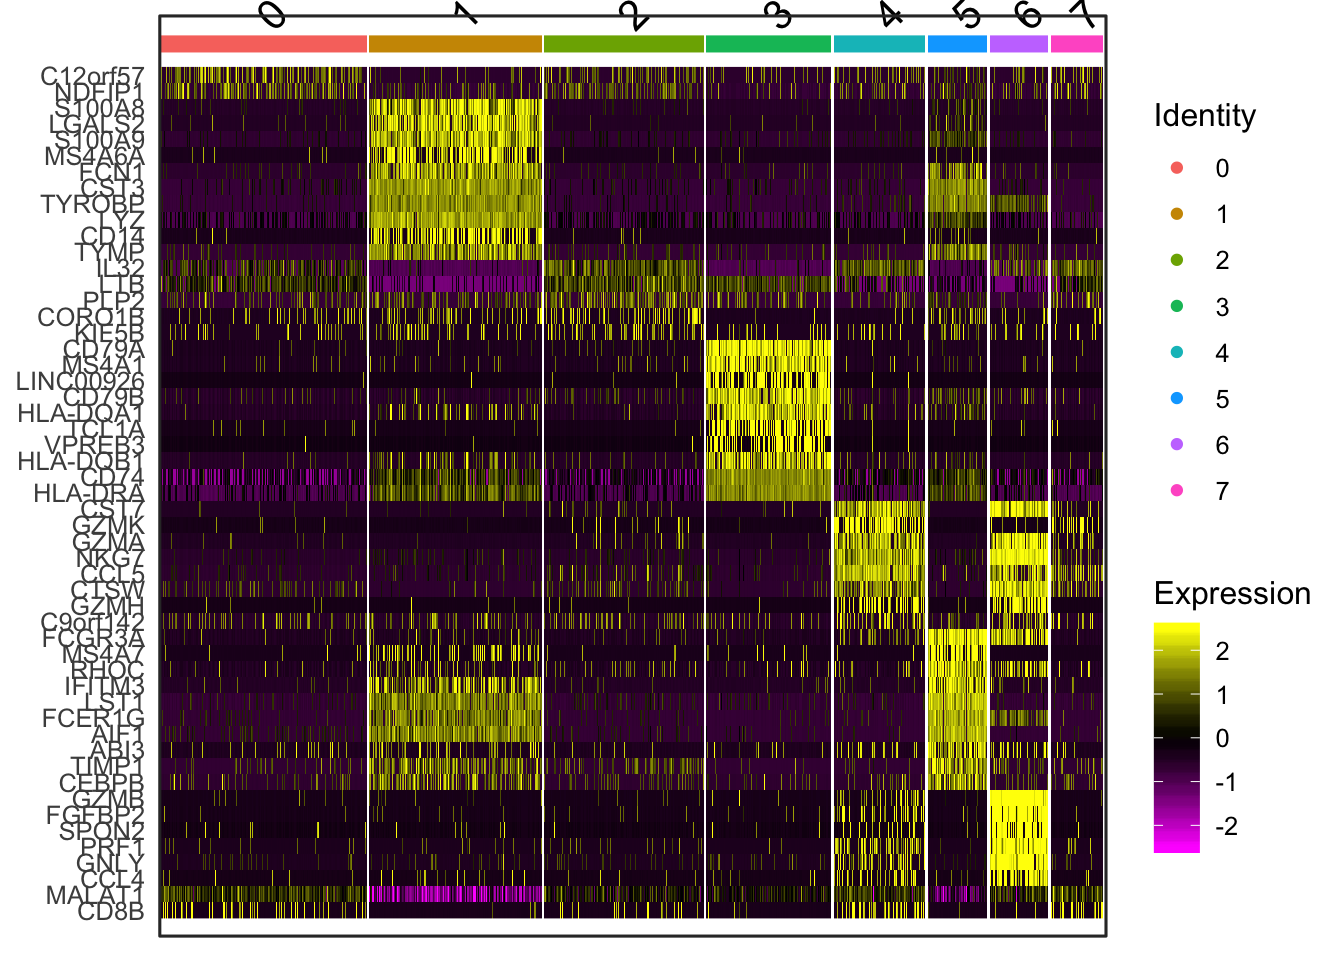 0 1 2 3 4 5 6 7
C12orf57
NDFIP1
S100A8
LGALS2
S100A9
MS4A6A
FCN1
CST3
TYROBP
LYZ
CD14
TYMP
IL32
LTB
PLP2
CORO1B
KIF5B
CD79A
MS4A1
LINC00926
CD79B
HLA-DQA1
TCL1A
VPREB3
HLA-DQB1
CD74
HLA-DRA
CST7
GZMK
GZMA
NKG7
CCL5
CTSW
GZMH
C9orf142
FCGR3A
MS4A7
RHOC
IFITM3
LST1
FCER1G
AIF1
ABI3
TIMP1
CEBPB
GZMB
FGFBP2
SPON2
PRF1
GNLY
CCL4
MALAT1
CD8B
Identity
0
1
2
3
4
5
6
7
Expression
2
1
0
-1
-2